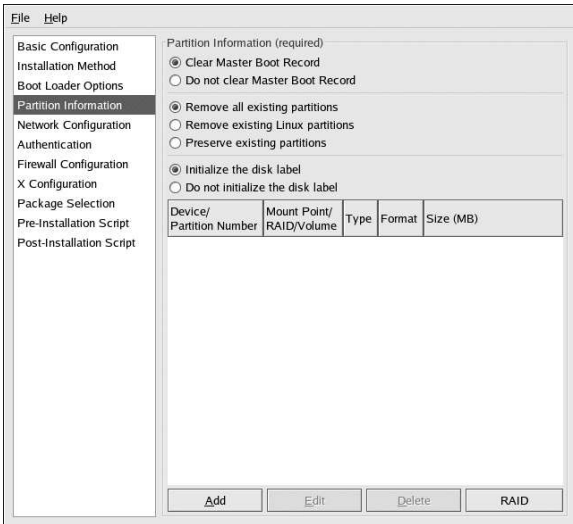 File Help
Basic Configuration
Installation Method
Boot Loader Options
Partition Information
Network Configuration
Authentication
Firewall Configuration
X Configuration
Package Selection
Pre-Installation Script
Post-Installation Script
Partition Information (required)
Clear Master Boot Record
Do not clear Master Boot Record
Remove all existing partitions
Remove existing Linux partitions
Preserve existing partitions
Initialize the disk label
Do not initialize the disk label
Device/
Partition Number
Mount Point/
RAID/Volume
Type
Format
Size (MB)
Add
Edit
Delete
RAID